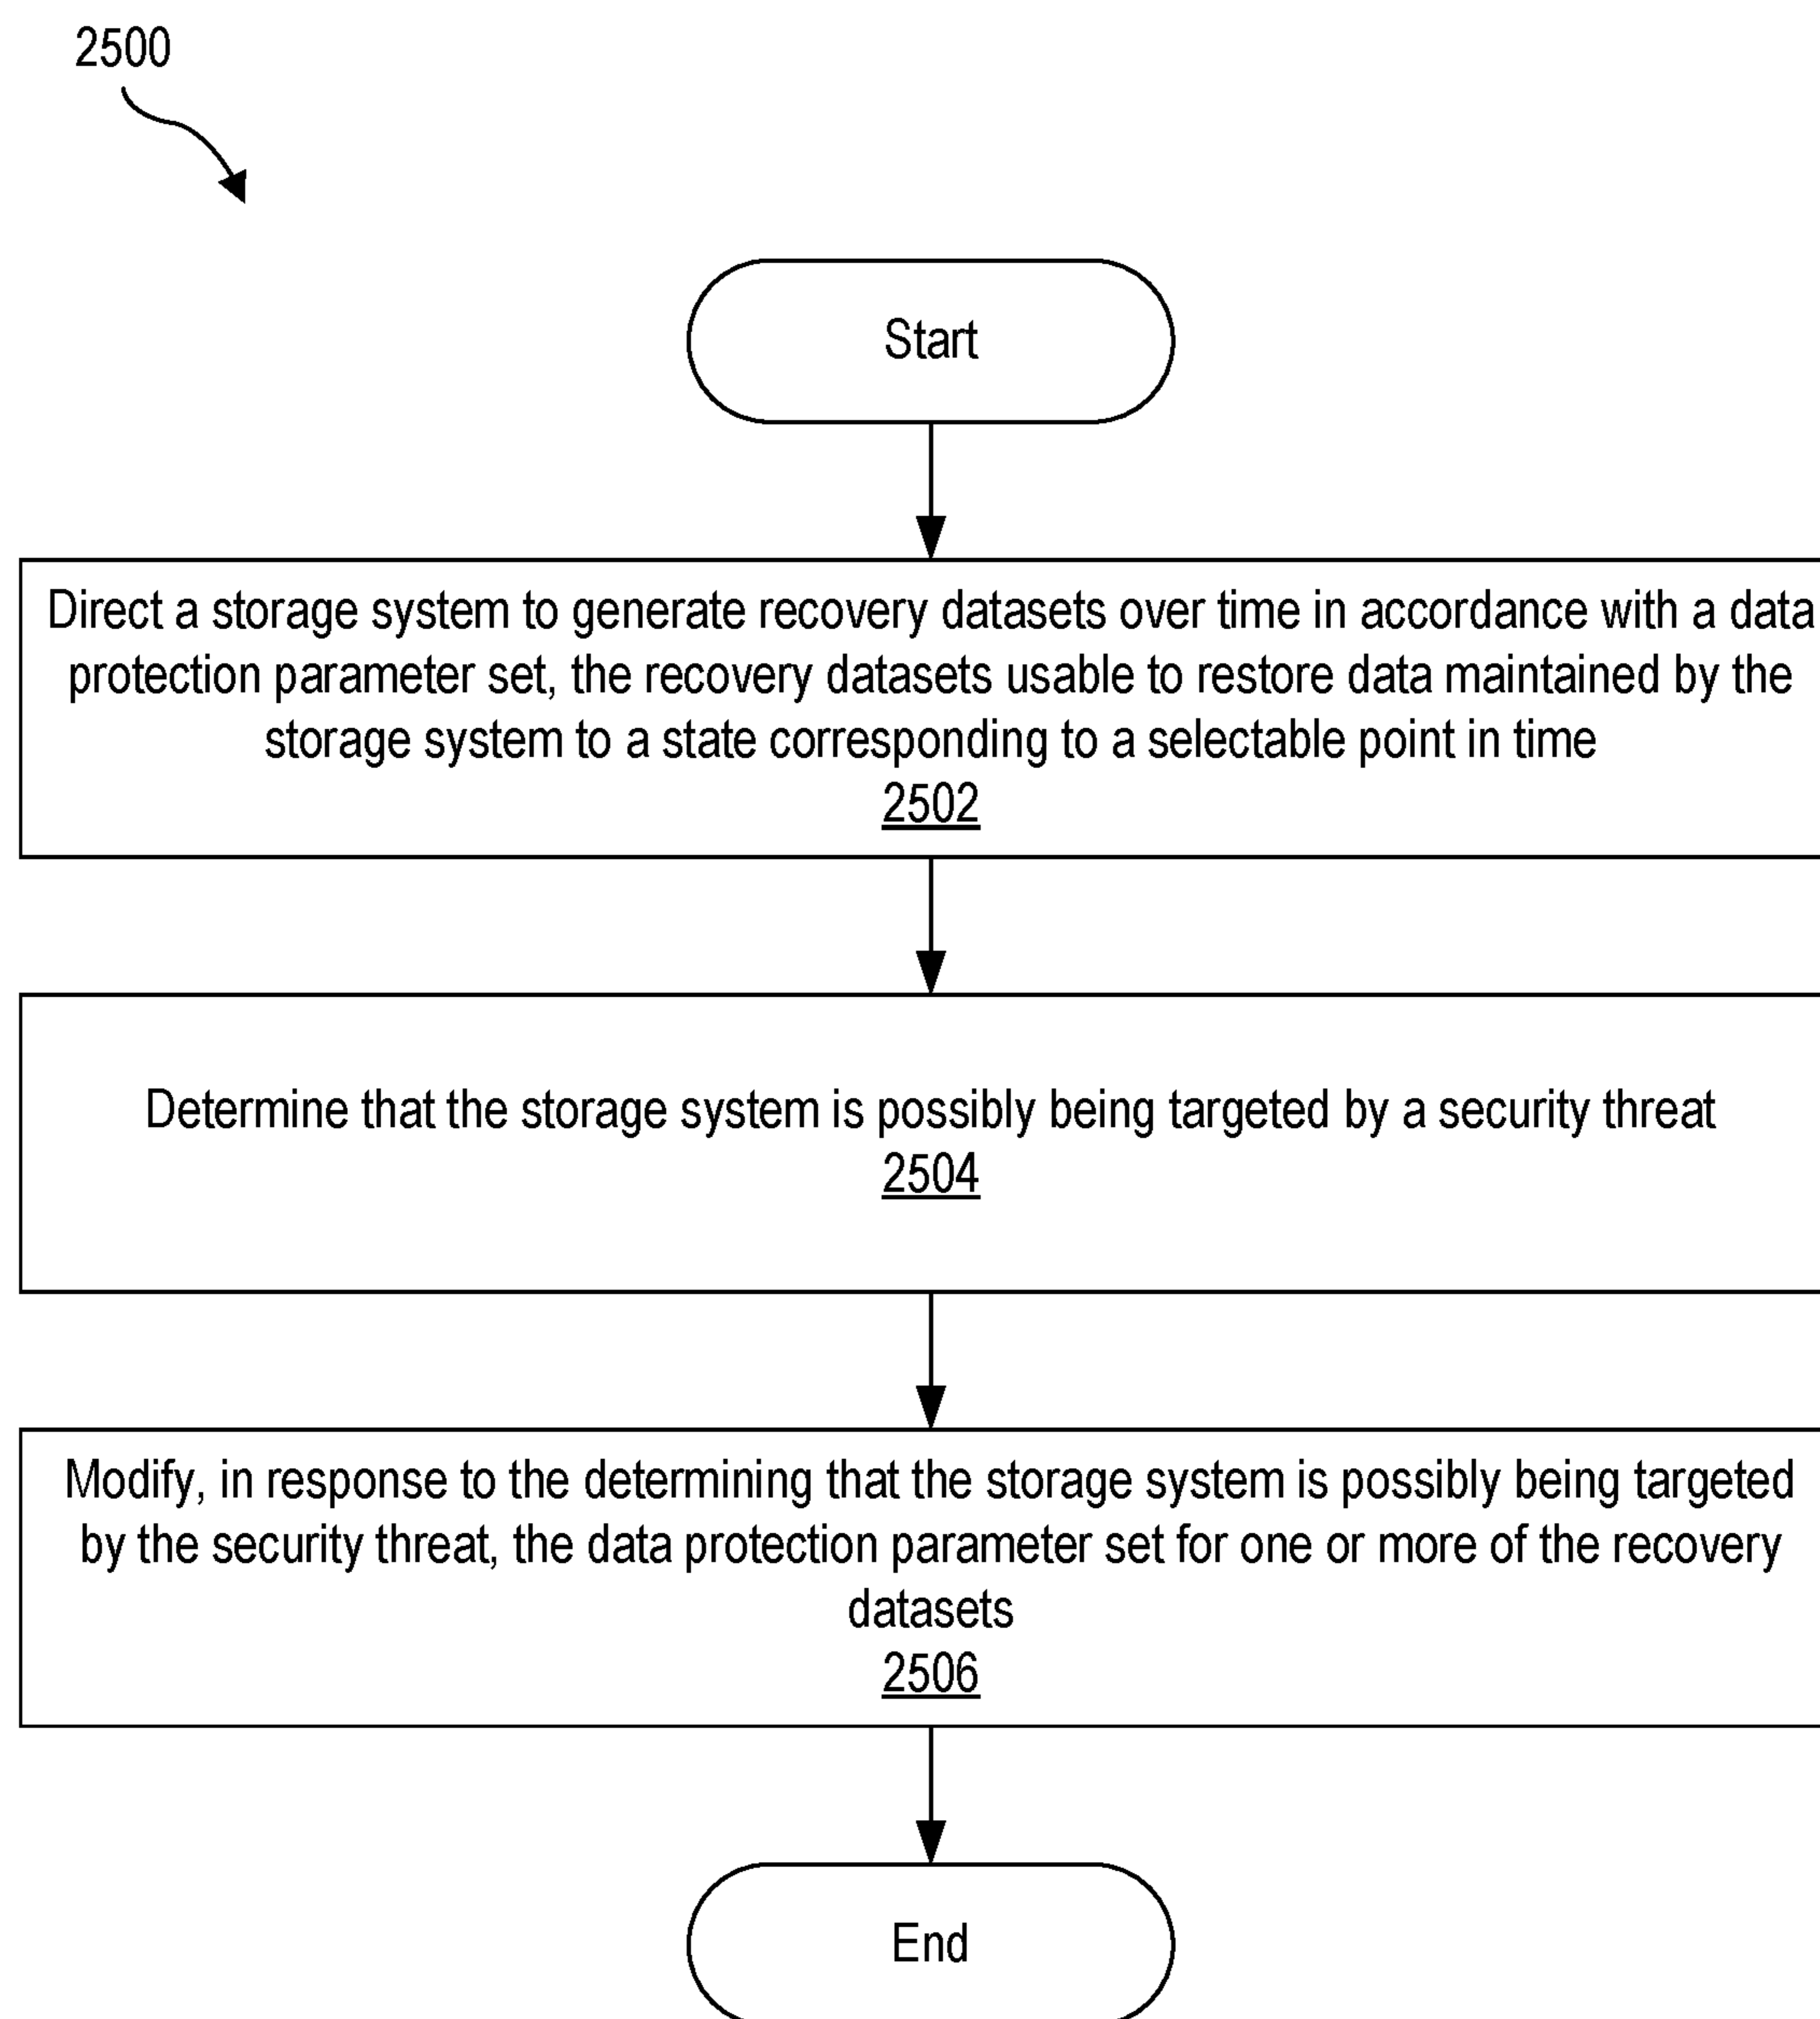 2500
Start
Direct a storage system to generate recovery datasets over time in accordance with a data
protection parameter set, the recovery datasets usable to restore data maintained by the
storage system to a state corresponding to a selectable point in time
2502
Determine that the storage system is possibly being targeted by a security threat
2504
Modify, in response to the determining that the storage system is possibly being targeted
by the security threat, the data protection parameter set for one or more of the recovery
datasets
2506
End